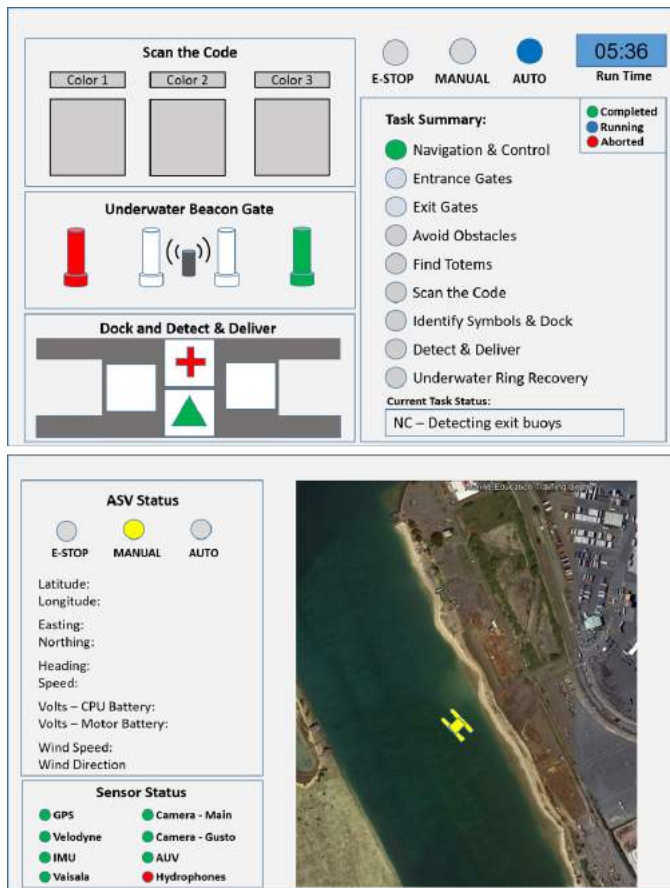 Scan the Code
Color 1
Color 2
Color 3
E-STOP
MANUAL
AUTO
05:36
Run Time
Completed
Running
Aborted
Task Summary:
Navigation & Control
Entrance Gates
Exit Gates
Avoid Obstacles
Find Totems
Scan the Code
Identify Symbols & Dock
Detect & Deliver
Underwater Ring Recovery
Current Task Status:
NC – Detecting exit buoys
Underwater Beacon Gate
Dock and Detect & Deliver
ASV Status
E-STOP
MANUAL
AUTO
Latitude:
Longitude:
Easting:
Northing:
Heading:
Speed:
Volts – CPU Battery:
Volts – Motor Battery:
Wind Speed:
Wind Direction
Sensor Status
GPS
Camera - Main
Velodyne
Camera - Gusto
IMU
AUV
Vaisala
Hydrophones
Marine Education Training Center